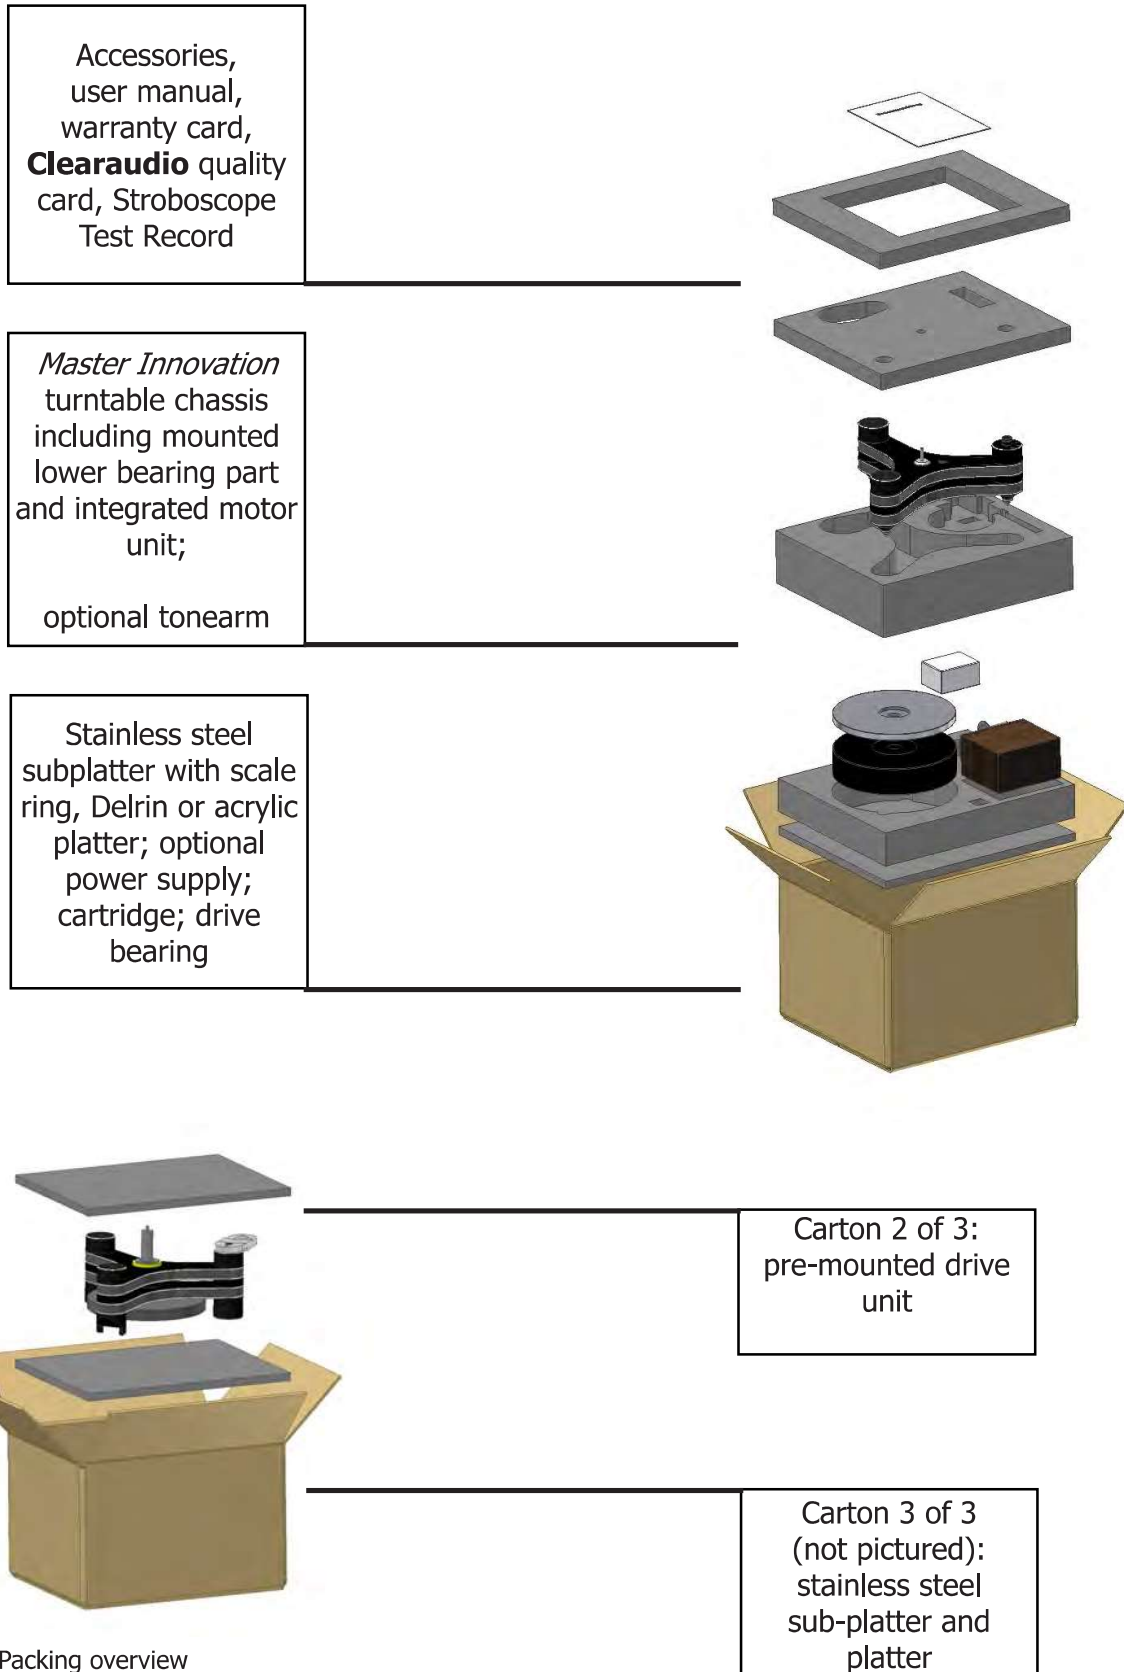 Accessories,
user manual,
warranty card,
Clearaudio quality
card, Stroboscope
Test Record
Master Innovation
turntable chassis
including mounted
lower bearing part
and integrated motor
unit;
optional tonearm
Stainless steel
subplatter with scale
ring, Delrin or acrylic
platter; optional
power supply;
cartridge; drive
bearing
Carton 2 of 3:
pre-mounted drive
unit
Carton 3 of 3
(not pictured):
stainless steel
sub-platter and
platter
Packing overview